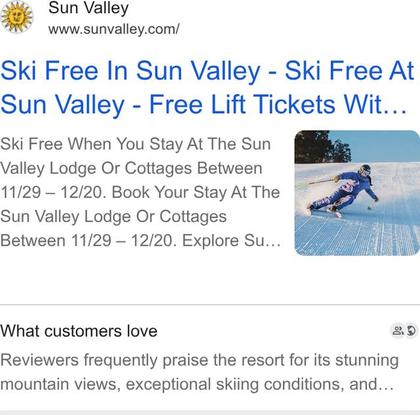 Sun Valley
www.sunvalley.com/
Ski Free In Sun Valley - Ski Free At
Sun Valley - Free Lift Tickets Wit…
Ski Free When You Stay At The Sun
Valley Lodge Or Cottages Between
11/29 – 12/20. Book Your Stay At The
Sun Valley Lodge Or Cottages
Between 11/29 – 12/20. Explore Su…
What customers love
Reviewers frequently praise the resort for its stunning
mountain views, exceptional skiing conditions, and…